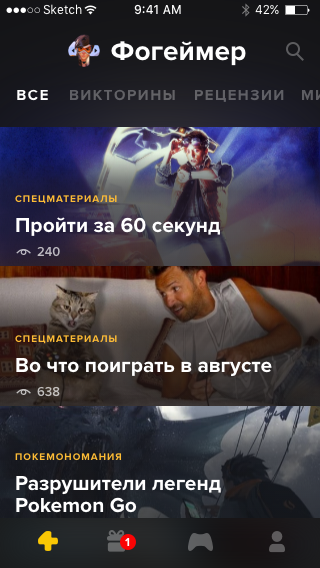 Sketch 9:41 AM 42%
Фогеймер
ВСЕ ВИКТОРИНЫ РЕЦЕНЗИИ МИ
СПЕЦМАТЕРИАЛЫ
Пройти за 60 секунд
240
СПЕЦМАТЕРИАЛЫ
Во что поиграть в августе
638
ПОКЕМОНОМАНИЯ
Разрушители легенд
Pokemon Go
1